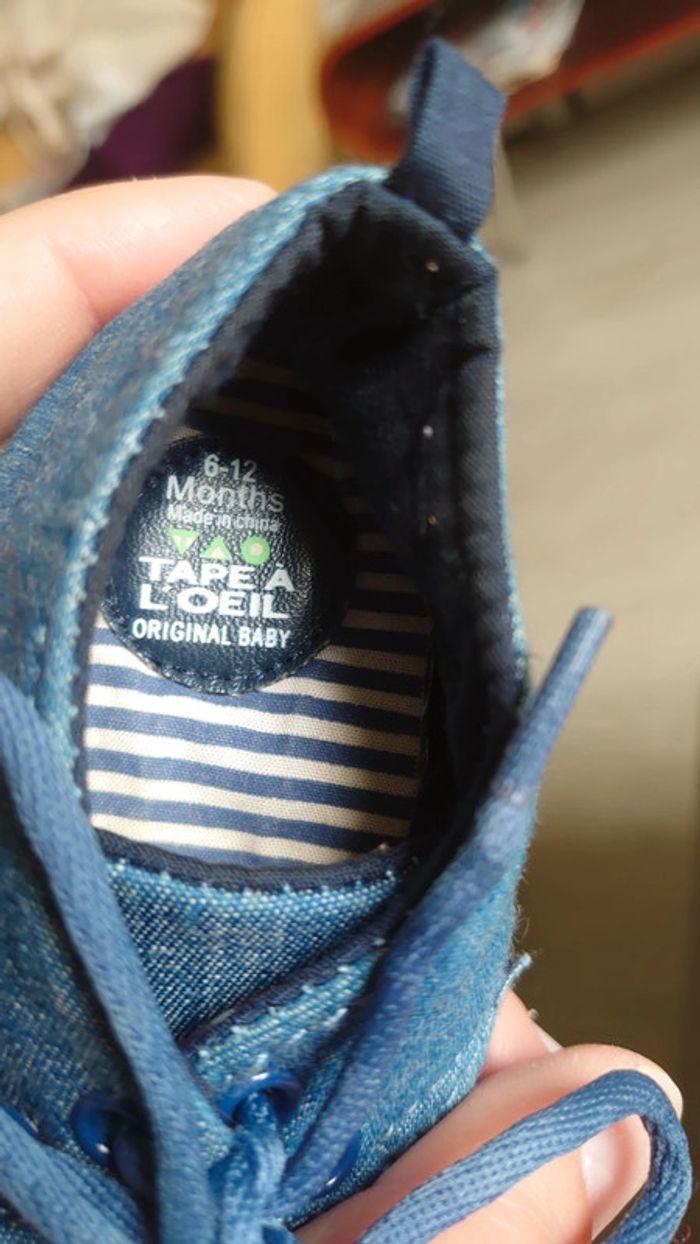 6-12
Months
Made in china
TAPE A
L'OEIL
ORIGINAL BABY